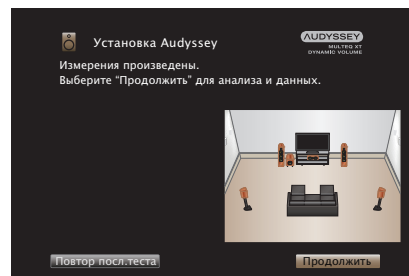 Установка Audyssey
AUDYSSEY
MULTEQ XT
DYNAMIC VOLUME
Измерения произведены.
Выберите “Продолжить” для анализа и данных.
Повтор посл.теста
Продолжить